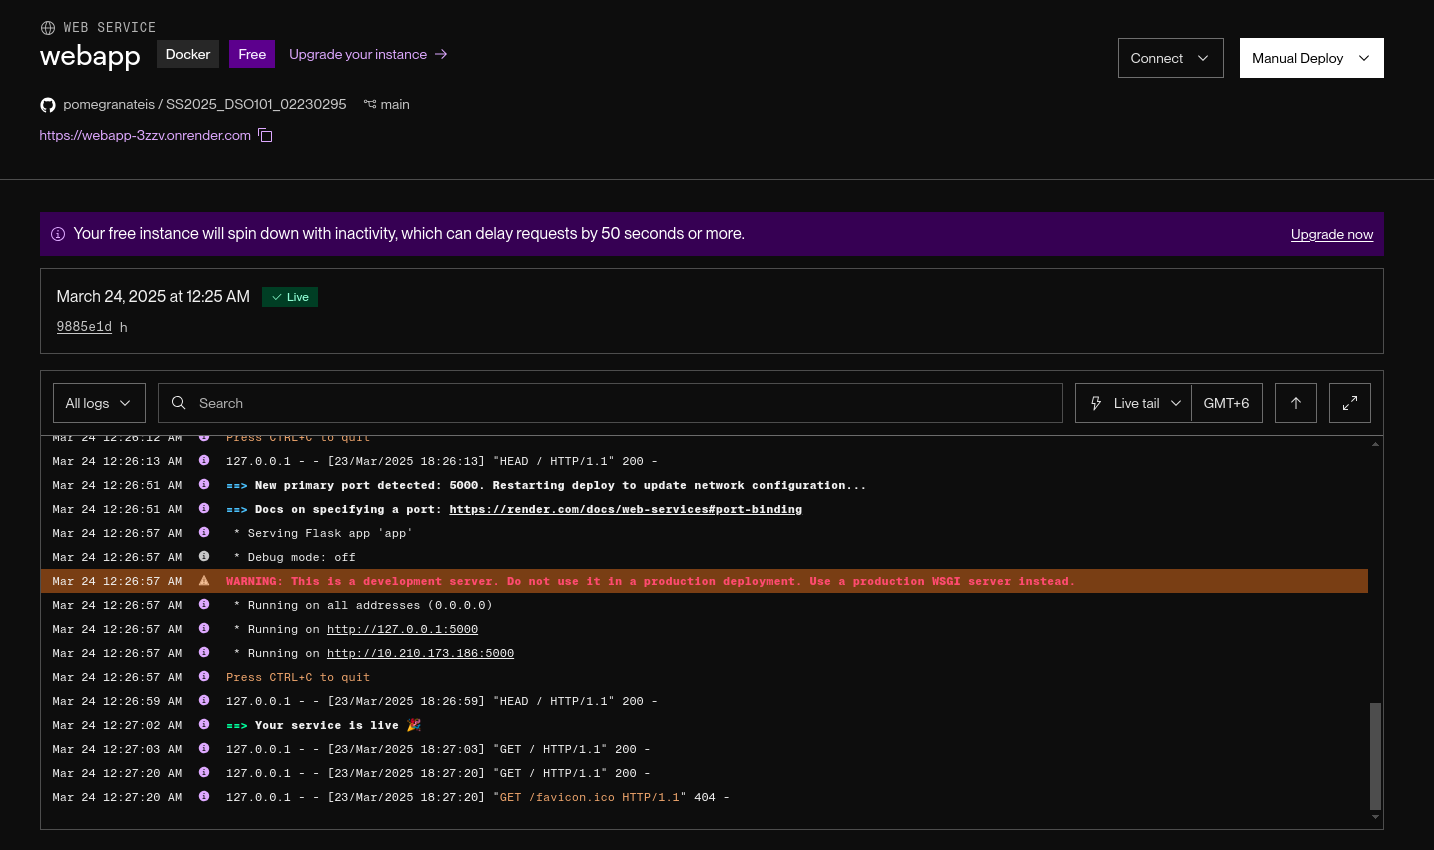 WEB SERVICE
webapp Docker Free Upgrade your instance → Connect Manual Deploy
pomegranateis / SS2025_DSO101_02230295 main
https://webapp-3zzv.onrender.com
Your free instance will spin down with inactivity, which can delay requests by 50 seconds or more. Upgrade now
March 24, 2025 at 12:25 AM Live
9885e1d h
All logs Search Live tail GMT+6
Mar 24 12:26:12 AM Press CTRL+C to quit
Mar 24 12:26:13 AM 127.0.0.1 - - [23/Mar/2025 18:26:13] "HEAD / HTTP/1.1" 200 -
Mar 24 12:26:51 AM ==> New primary port detected: 5000. Restarting deploy to update network configuration...
Mar 24 12:26:51 AM ==> Docs on specifying a port: https://render.com/docs/web-services#port-binding
Mar 24 12:26:57 AM * Serving Flask app 'app'
Mar 24 12:26:57 AM * Debug mode: off
Mar 24 12:26:57 AM WARNING: This is a development server. Do not use it in a production deployment. Use a production WSGI server instead.
Mar 24 12:26:57 AM * Running on all addresses (0.0.0.0)
Mar 24 12:26:57 AM * Running on http://127.0.0.1:5000
Mar 24 12:26:57 AM * Running on http://10.210.173.186:5000
Mar 24 12:26:57 AM Press CTRL+C to quit
Mar 24 12:26:59 AM 127.0.0.1 - - [23/Mar/2025 18:26:59] "HEAD / HTTP/1.1" 200 -
Mar 24 12:27:02 AM ==> Your service is live 🎉
Mar 24 12:27:03 AM 127.0.0.1 - - [23/Mar/2025 18:27:03] "GET / HTTP/1.1" 200 -
Mar 24 12:27:20 AM 127.0.0.1 - - [23/Mar/2025 18:27:20] "GET / HTTP/1.1" 200 -
Mar 24 12:27:20 AM 127.0.0.1 - - [23/Mar/2025 18:27:20] "GET /favicon.ico HTTP/1.1" 404 -